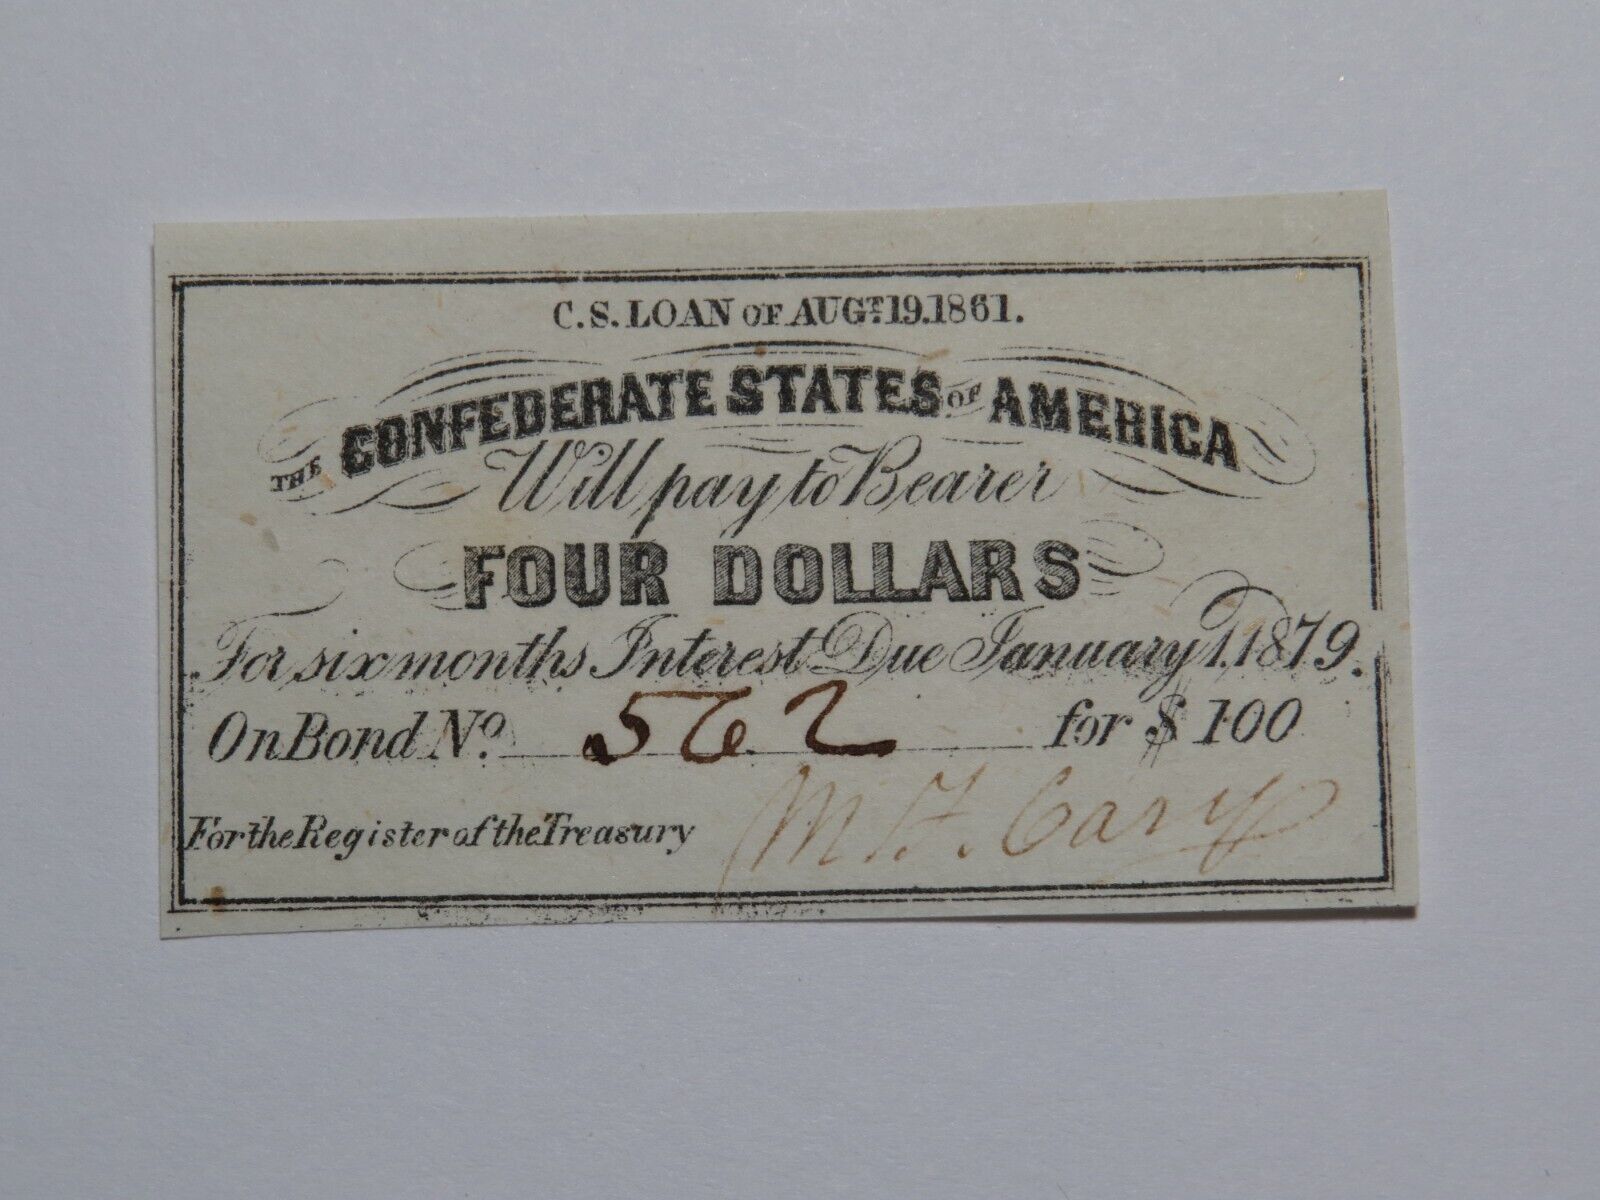 C.S. LOAN OF AUGT. 19. 1861.
THE CONFEDERATE STATES OF AMERICA
Will pay to Bearer
FOUR DOLLARS
For six months Interest Due January 1, 1879.
On Bond No. 562 for $100
For the Register of the Treasury M. F. Cary